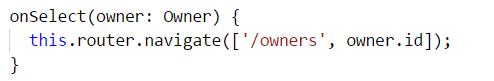 onSelect(owner: Owner) {
  this.router.navigate(['/owners', owner.id]);
}